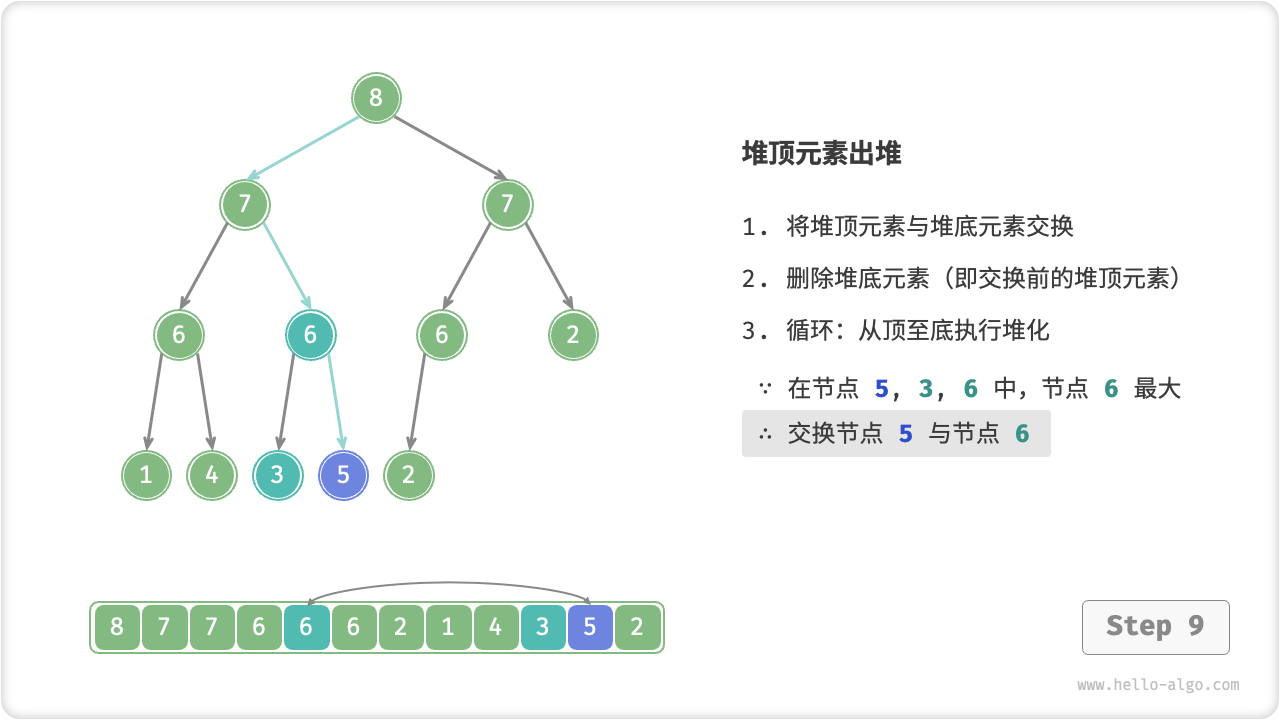 8
堆顶元素出堆
7 7
1. 将堆顶元素与堆底元素交换
2. 删除堆底元素（即交换前的堆顶元素）
6 6 6 2
3. 循环：从顶至底执行堆化
∵ 在节点 5, 3, 6 中，节点 6 最大
∴ 交换节点 5 与节点 6
1 4 3 5 2
8 7 7 6 6 6 2 1 4 3 5 2
Step 9
www.hello-algo.com